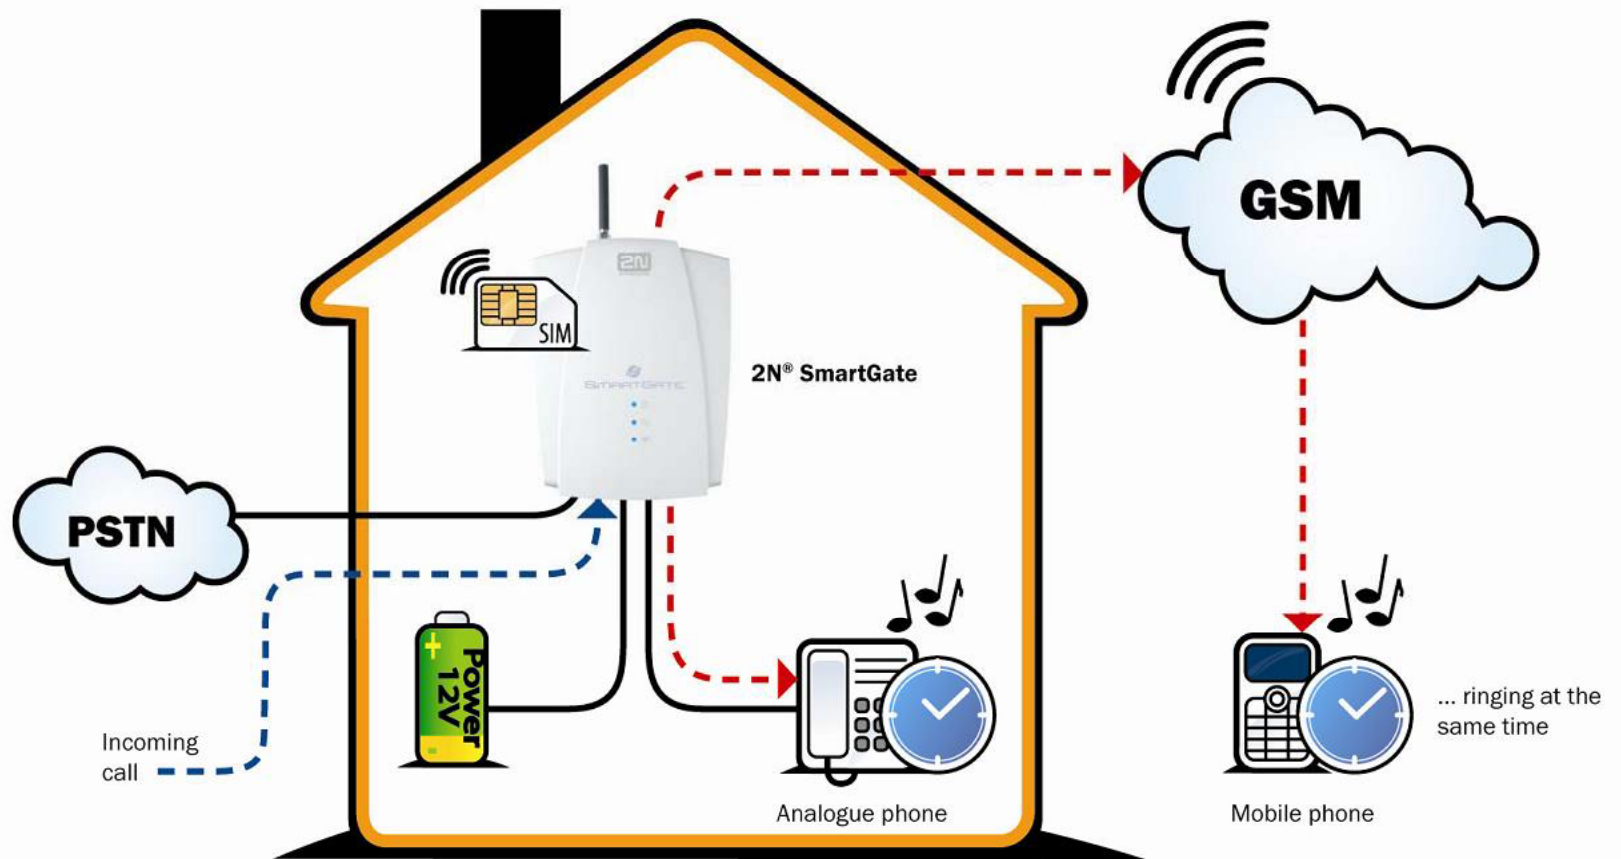 GSM
2N
SIM
SMARTGATE
2N® SmartGate
PSTN
+
Power
12V
Incoming
call
... ringing at the
same time
Analogue phone
Mobile phone